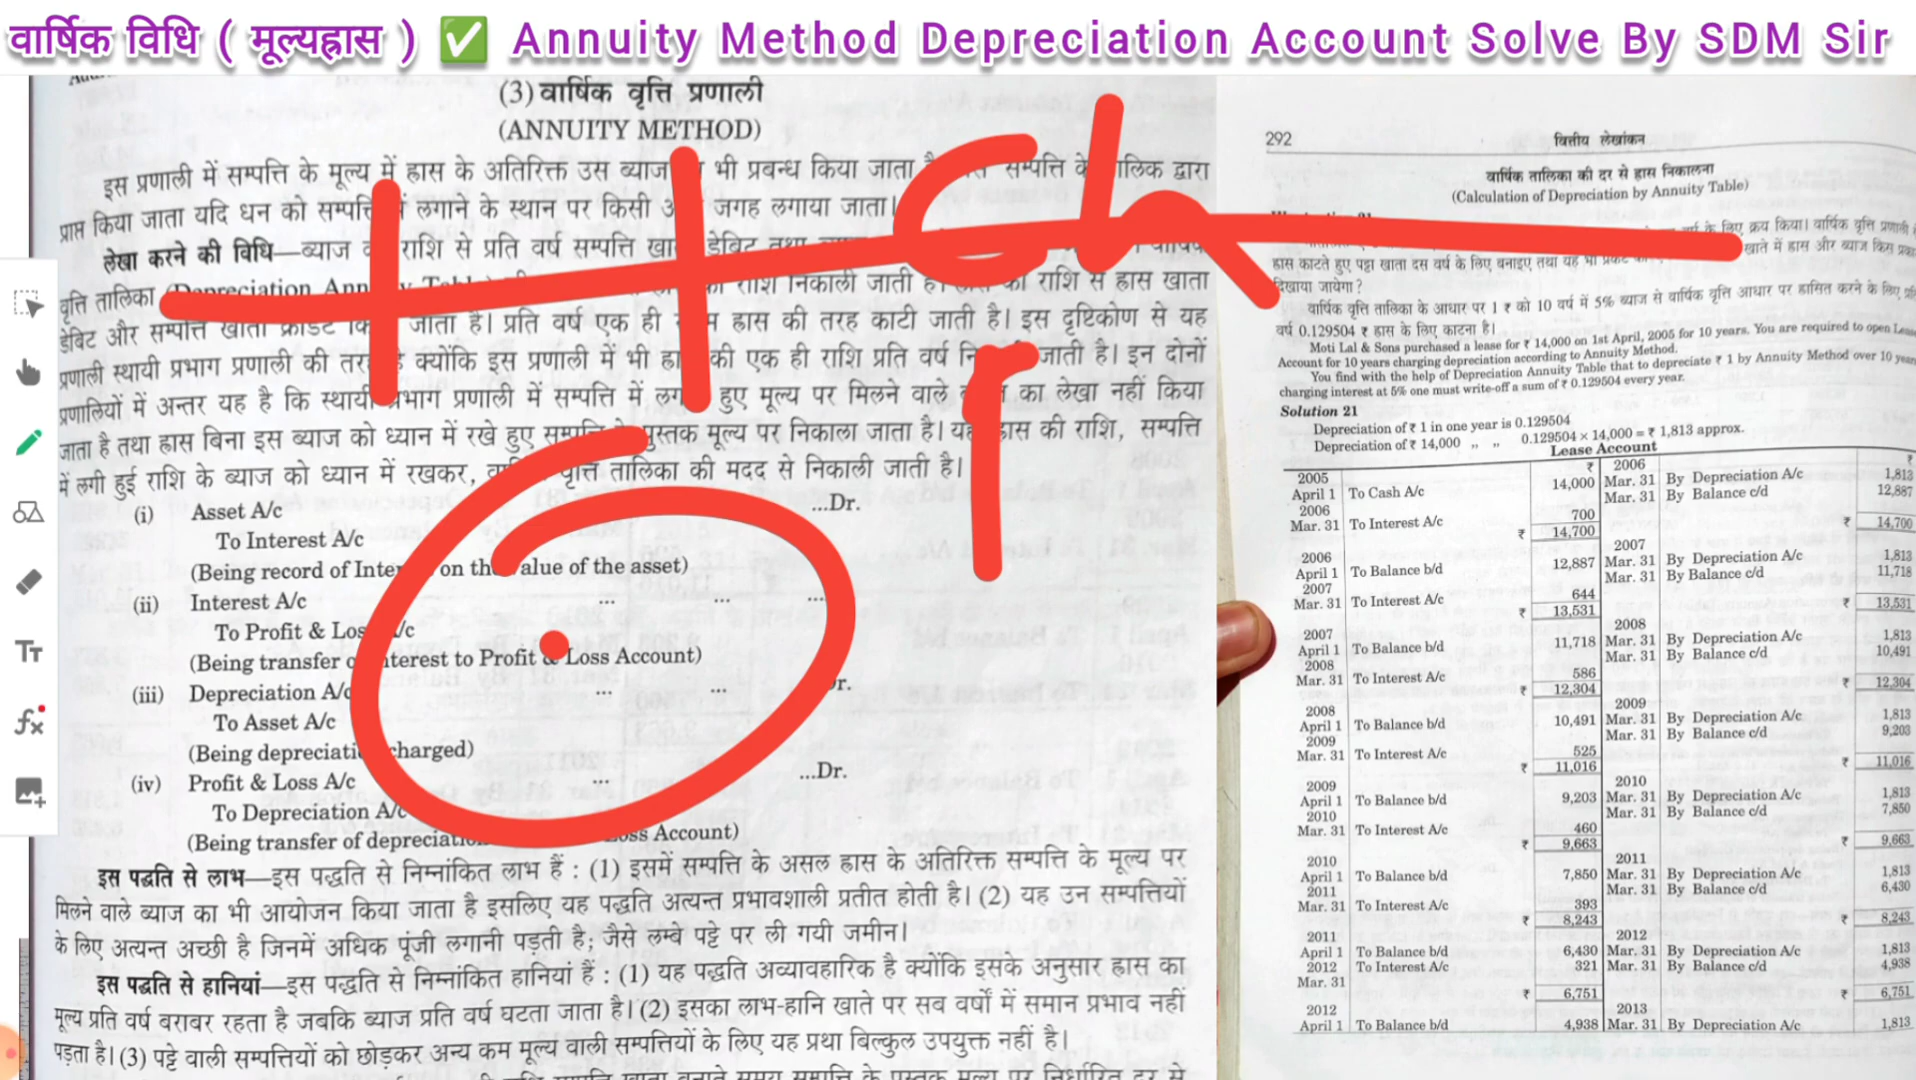 वार्षिक विधि ( मूल्यह्रास ) ✅ Annuity Method Depreciation Account Solve By SDM Sir
(3) वार्षिक वृत्ति प्रणाली
(ANNUITY METHOD)
इस प्रणाली में सम्पत्ति के मूल्य में ह्रास के अतिरिक्त उस ब्याज भी प्रबन्ध किया जाता सम्पत्ति के द्वारा
प्राप्त किया जाता यदि धन को सम्पत्ति लगाने के स्थान पर किसी जगह लगाया जाता।
लेखा करने की विधि—ब्याज राशि से प्रति वर्ष सम्पत्ति डेबिट
वृत्ति तालिका राशि निकाली जाती राशि से ह्रास खाता
डेबिट और सम्पत्ति खाता जाता है। प्रति वर्ष एक ही ह्रास की तरह काटी जाती है। इस दृष्टिकोण से यह
प्रणाली स्थायी प्रभाग प्रणाली की क्योंकि इस प्रणाली में भी की एक ही राशि प्रति वर्ष जाती है। इन दोनों
प्रणालियों में अन्तर यह है कि स्थायी प्रणाली में सम्पत्ति में हुए मूल्य पर मिलने वाले का लेखा नहीं किया
जाता है तथा ह्रास बिना इस ब्याज को ध्यान में रखे हुए पुस्तक मूल्य पर निकाला जाता है। ह्रास की राशि, सम्पत्ति
में लगी हुई राशि के ब्याज को ध्यान में रखकर, वृत्ति तालिका की मदद से निकाली जाती है।
(i) Asset A/c ...Dr.
To Interest A/c
(Being record of on value of the asset)
(ii) Interest A/c ... ... ...
To Profit & A/c
(Being transfer interest to Profit & Loss Account)
(iii) Depreciation A/c ... ... Dr.
To Asset A/c
(Being charged)
(iv) Profit & Loss A/c ... ...Dr.
To Depreciation A/c
(Being transfer of Loss Account)
इस पद्धति से लाभ—इस पद्धति से निम्नांकित लाभ हैं : (1) इसमें सम्पत्ति के असल ह्रास के अतिरिक्त सम्पत्ति के मूल्य पर
मिलने वाले ब्याज का भी आयोजन किया जाता है इसलिए यह पद्धति अत्यन्त प्रभावशाली प्रतीत होती है। (2) यह उन सम्पत्तियों
के लिए अत्यन्त अच्छी है जिनमें अधिक पूंजी लगानी पड़ती है; जैसे लम्बे पट्टे पर ली गयी जमीन।
इस पद्धति से हानियां—इस पद्धति से निम्नांकित हानियां हैं : (1) यह पद्धति अव्यावहारिक है क्योंकि इसके अनुसार ह्रास का
मूल्य प्रति वर्ष बराबर रहता है जबकि ब्याज प्रति वर्ष घटता जाता है। (2) इसका लाभ-हानि खाते पर सब वर्षों में समान प्रभाव नहीं
पड़ता है। (3) पट्टे वाली सम्पत्तियों को छोड़कर अन्य कम मूल्य वाली सम्पत्तियों के लिए यह प्रथा बिल्कुल उपयुक्त नहीं है।
292 वित्तीय लेखांकन
वार्षिक तालिका की दर से ह्रास निकालना
(Calculation of Depreciation by Annuity Table)
के लिए क्रय किया। वार्षिक वृत्ति प्रणाली
खाते में ह्रास और ब्याज किस
ह्रास काटते हुए पट्टा खाता दस वर्ष के लिए बनाइए तथा यह भी
दिखाया जायेगा ?
वार्षिक वृत्ति तालिका के आधार पर 1 ₹ को 10 वर्ष में 5% ब्याज से वार्षिक वृत्ति आधार पर ह्रासित करने के लिए
वर्ष 0.129504 ₹ ह्रास के लिए काटना है।
Moti Lal & Sons purchased a lease for ₹ 14,000 on 1st April, 2005 for 10 years. You are required to open
Account for 10 years charging depreciation according to Annuity Method.
You find with the help of Depreciation Annuity Table that to depreciate ₹ 1 by Annuity Method over 10
charging interest at 5% one must write-off a sum of ₹ 0.129504 every year.
Solution 21
Depreciation of ₹ 1 in one year is 0.129504
Depreciation of ₹ 14,000 " " 0.129504 × 14,000 = ₹ 1,813 approx.
Lease Account
2005 ₹ 2006 ₹
April 1 To Cash A/c 14,000 Mar. 31 By Depreciation A/c 1,813
2006 Mar. 31 By Balance c/d 12,887
Mar. 31 To Interest A/c 700
₹ 14,700 ₹ 14,700
2006 2007
April 1 To Balance b/d 12,887 Mar. 31 By Depreciation A/c 1,813
2007 Mar. 31 By Balance c/d 11,718
Mar. 31 To Interest A/c 644
₹ 13,531 ₹ 13,531
2007 2008
April 1 To Balance b/d 11,718 Mar. 31 By Depreciation A/c 1,813
2008 Mar. 31 By Balance c/d 10,491
Mar. 31 To Interest A/c 586
₹ 12,304 ₹ 12,304
2008 2009
April 1 To Balance b/d 10,491 Mar. 31 By Depreciation A/c 1,813
2009 Mar. 31 By Balance c/d 9,203
Mar. 31 To Interest A/c 525
₹ 11,016 ₹ 11,016
2009 2010
April 1 To Balance b/d 9,203 Mar. 31 By Depreciation A/c 1,813
2010 Mar. 31 By Balance c/d 7,850
Mar. 31 To Interest A/c 460
₹ 9,663 ₹ 9,663
2010 2011
April 1 To Balance b/d 7,850 Mar. 31 By Depreciation A/c 1,813
2011 Mar. 31 By Balance c/d 6,430
Mar. 31 To Interest A/c 393
₹ 8,243 ₹ 8,243
2011 2012
April 1 To Balance b/d 6,430 Mar. 31 By Depreciation A/c 1,813
2012 To Interest A/c 321 Mar. 31 By Balance c/d 4,938
Mar. 31
₹ 6,751 ₹ 6,751
2012 2013
April 1 To Balance b/d 4,938 Mar. 31 By Depreciation A/c 1,813